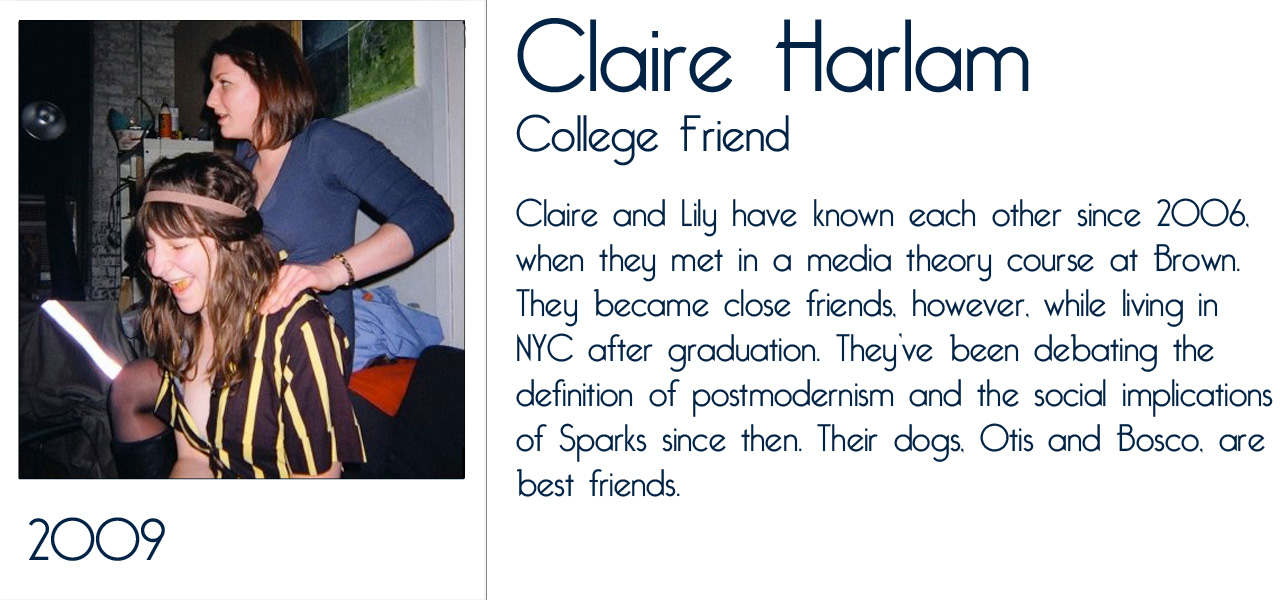 Claire Harlam
College Friend
Claire and Lily have known each other since 2006,
when they met in a media theory course at Brown.
They became close friends, however, while living in
NYC after graduation. They've been debating the
definition of postmodernism and the social implications
of Sparks since then. Their dogs, Otis and Bosco, are
best friends.
2009